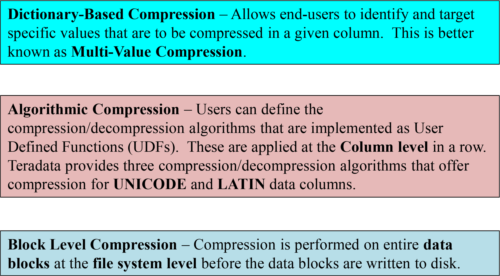 Dictionary-Based Compression – Allows end-users to identify and target
specific values that are to be compressed in a given column.  This is better
known as Multi-Value Compression.
Algorithmic Compression – Users can define the
compression/decompression algorithms that are implemented as User
Defined Functions (UDFs).  These are applied at the Column level in a row.
Teradata provides three compression/decompression algorithms that offer
compression for UNICODE and LATIN data columns.
Block Level Compression – Compression is performed on entire data
blocks at the file system level before the data blocks are written to disk.